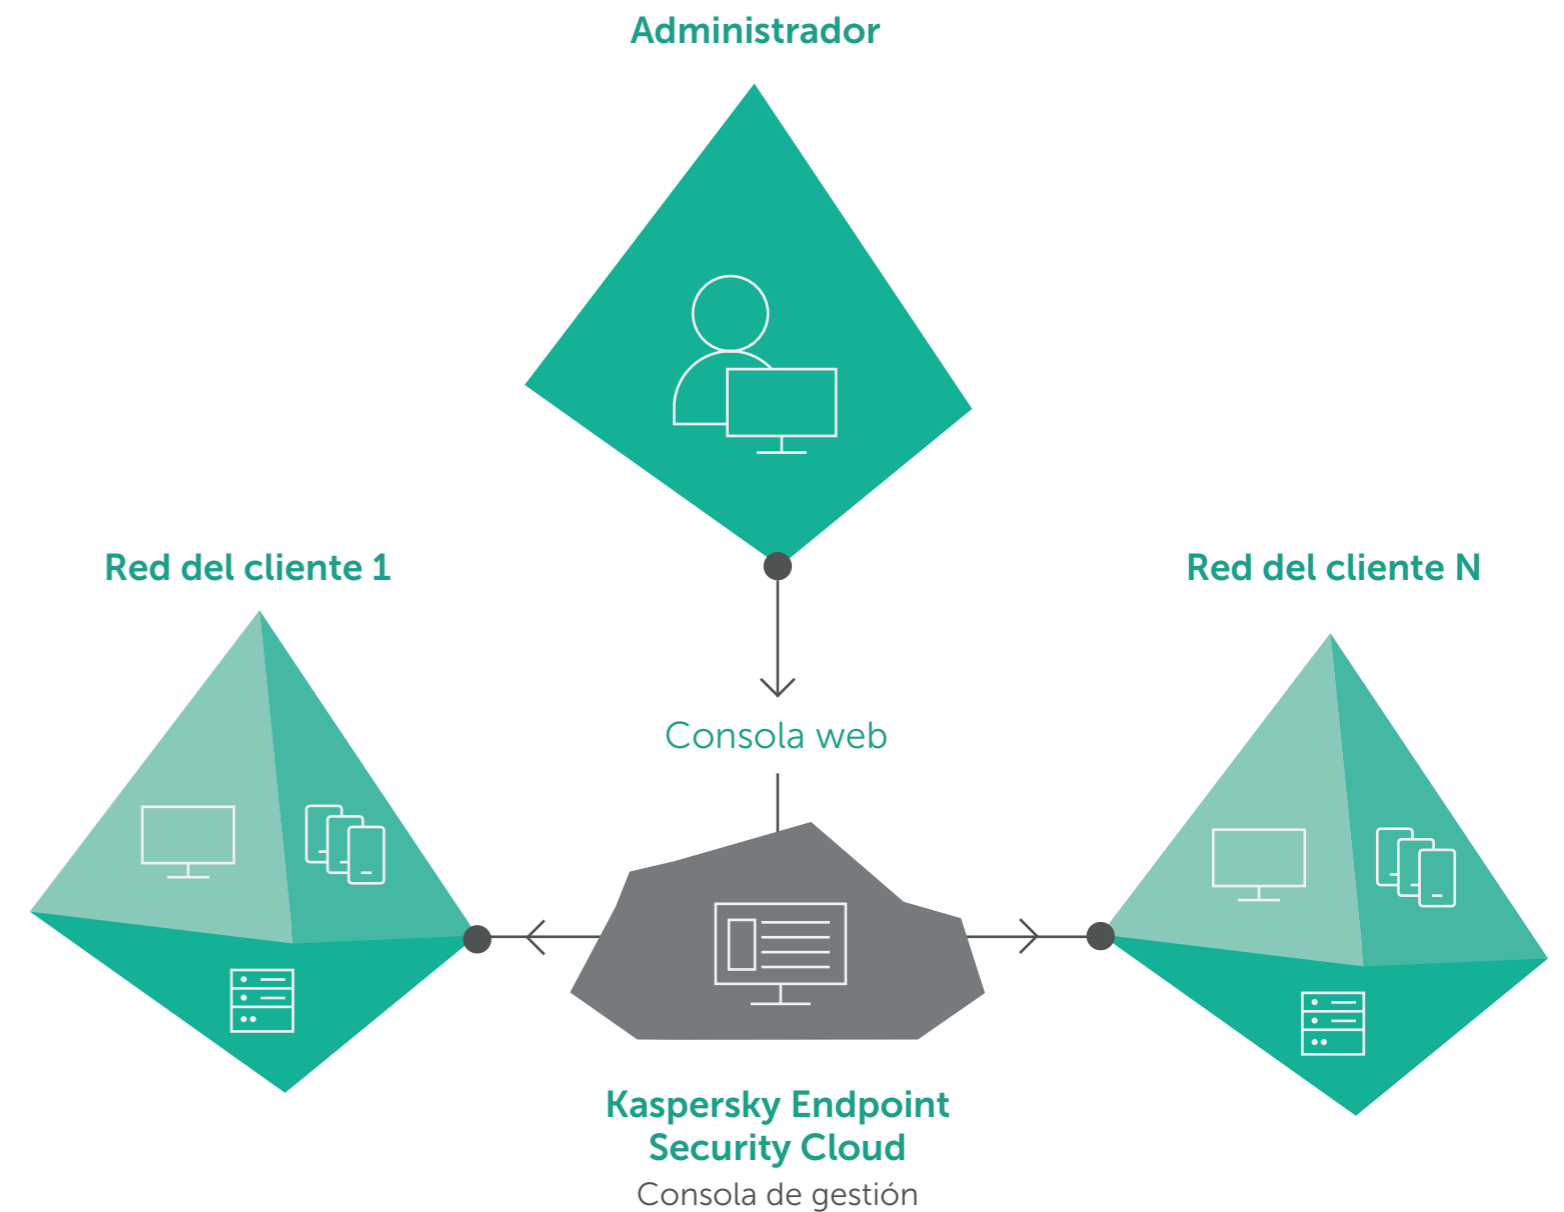 Administrador
Red del cliente 1
Red del cliente N
Consola web
Kaspersky Endpoint
Security Cloud
Consola de gestión